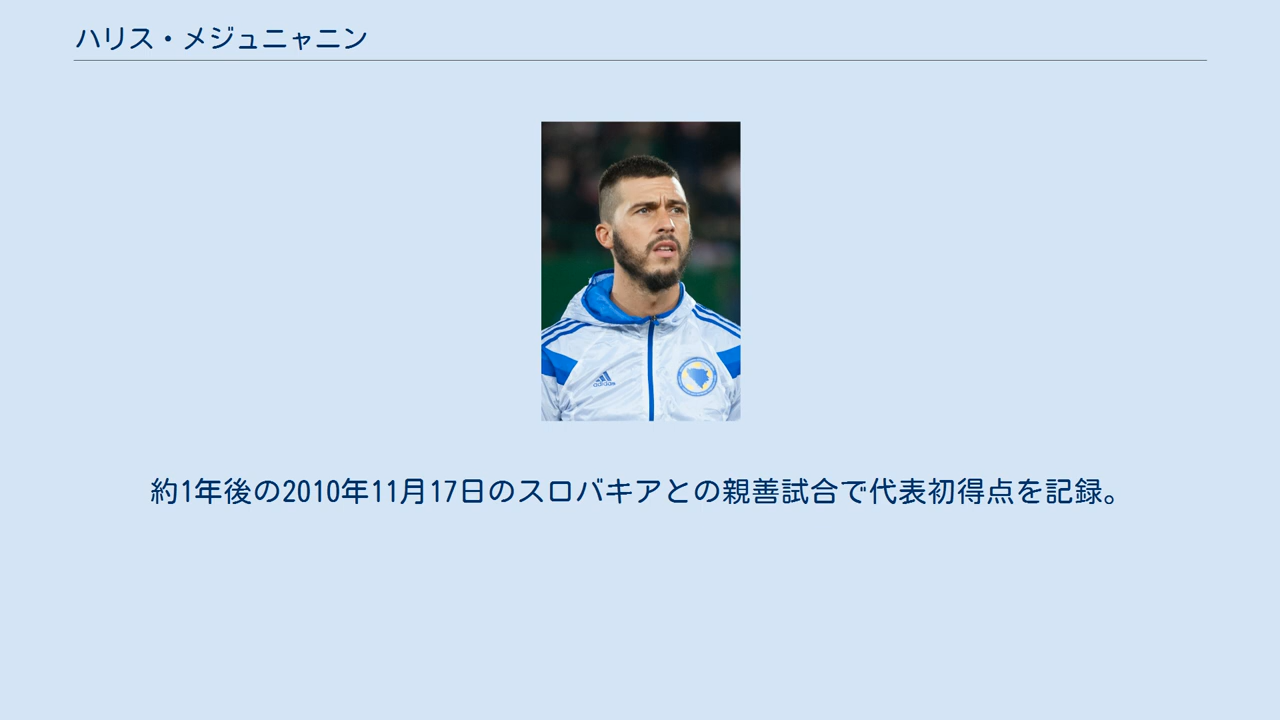 ハリス・メジュニャニン
adidas
約1年後の2010年11月17日のスロバキアとの親善試合で代表初得点を記録。